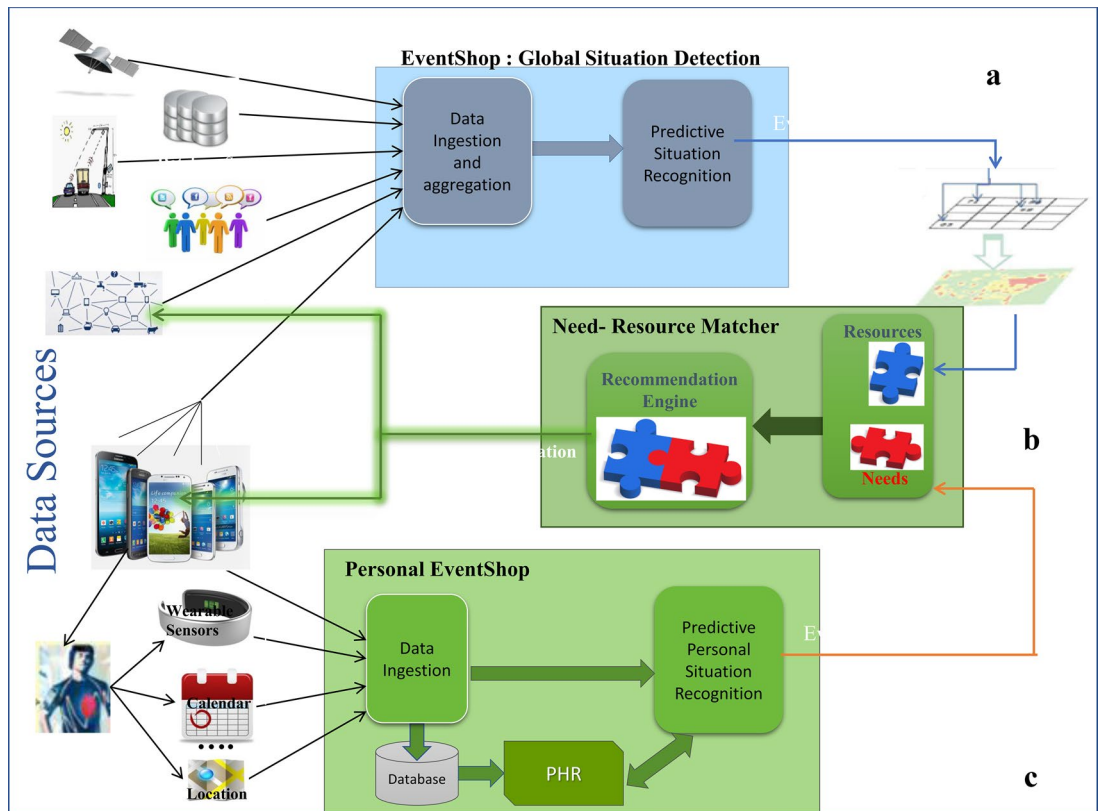 EventShop : Global Situation Detection
a
Data
Ingestion
and
aggregation
Predictive
Situation
Recognition
Need- Resource Matcher
Resources
Recommendation
Engine
Needs
b
Data Sources
Personal EventShop
Wearable
Sensors
Data
Ingestion
Predictive
Personal
Situation
Recognition
Calendar
Database
PHR
Location
c